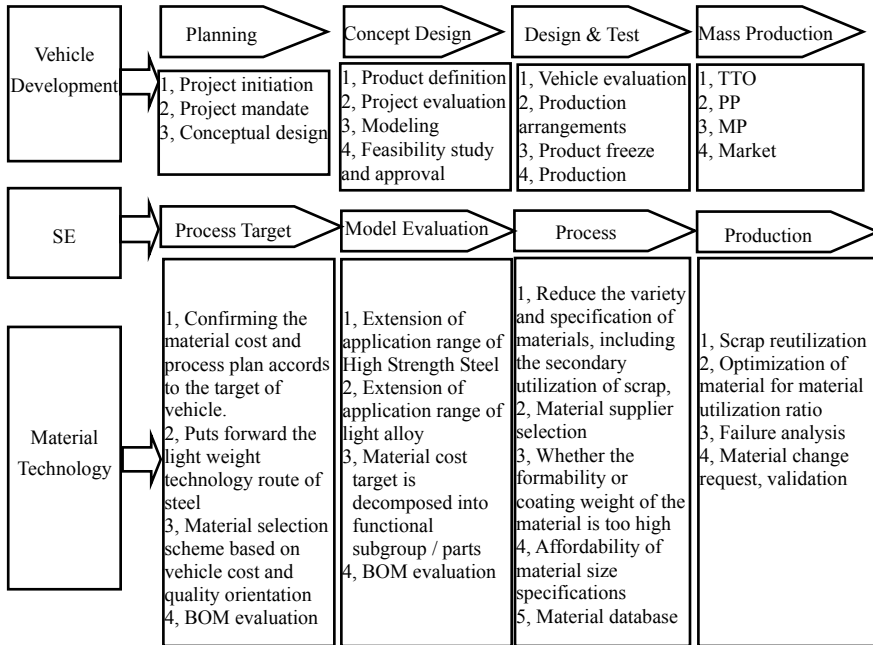 Vehicle
Development
Planning
Concept Design
Design & Test
Mass Production
1, Project initiation
2, Project mandate
3, Conceptual design
1, Product definition
2, Project evaluation
3, Modeling
4, Feasibility study
and approval
1, Vehicle evaluation
2, Production
arrangements
3, Product freeze
4, Production
1, TTO
2, PP
3, MP
4, Market
SE
Process Target
Model Evaluation
Process
Production
Material
Technology
1, Confirming the
material cost and
process plan accords
to the target of
vehicle.
2, Puts forward the
light weight
technology route of
steel
3, Material selection
scheme based on
vehicle cost and
quality orientation
4, BOM evaluation
1, Extension of
application range of
High Strength Steel
2, Extension of
application range of
light alloy
3, Material cost
target is
decomposed into
functional
subgroup / parts
4, BOM evaluation
1, Reduce the variety
and specification of
materials, including
the secondary
utilization of scrap,
2, Material supplier
selection
3, Whether the
formability or
coating weight of the
material is too high
4, Affordability of
material size
specifications
5, Material database
1, Scrap reutilization
2, Optimization of
material for material
utilization ratio
3, Failure analysis
4, Material change
request, validation